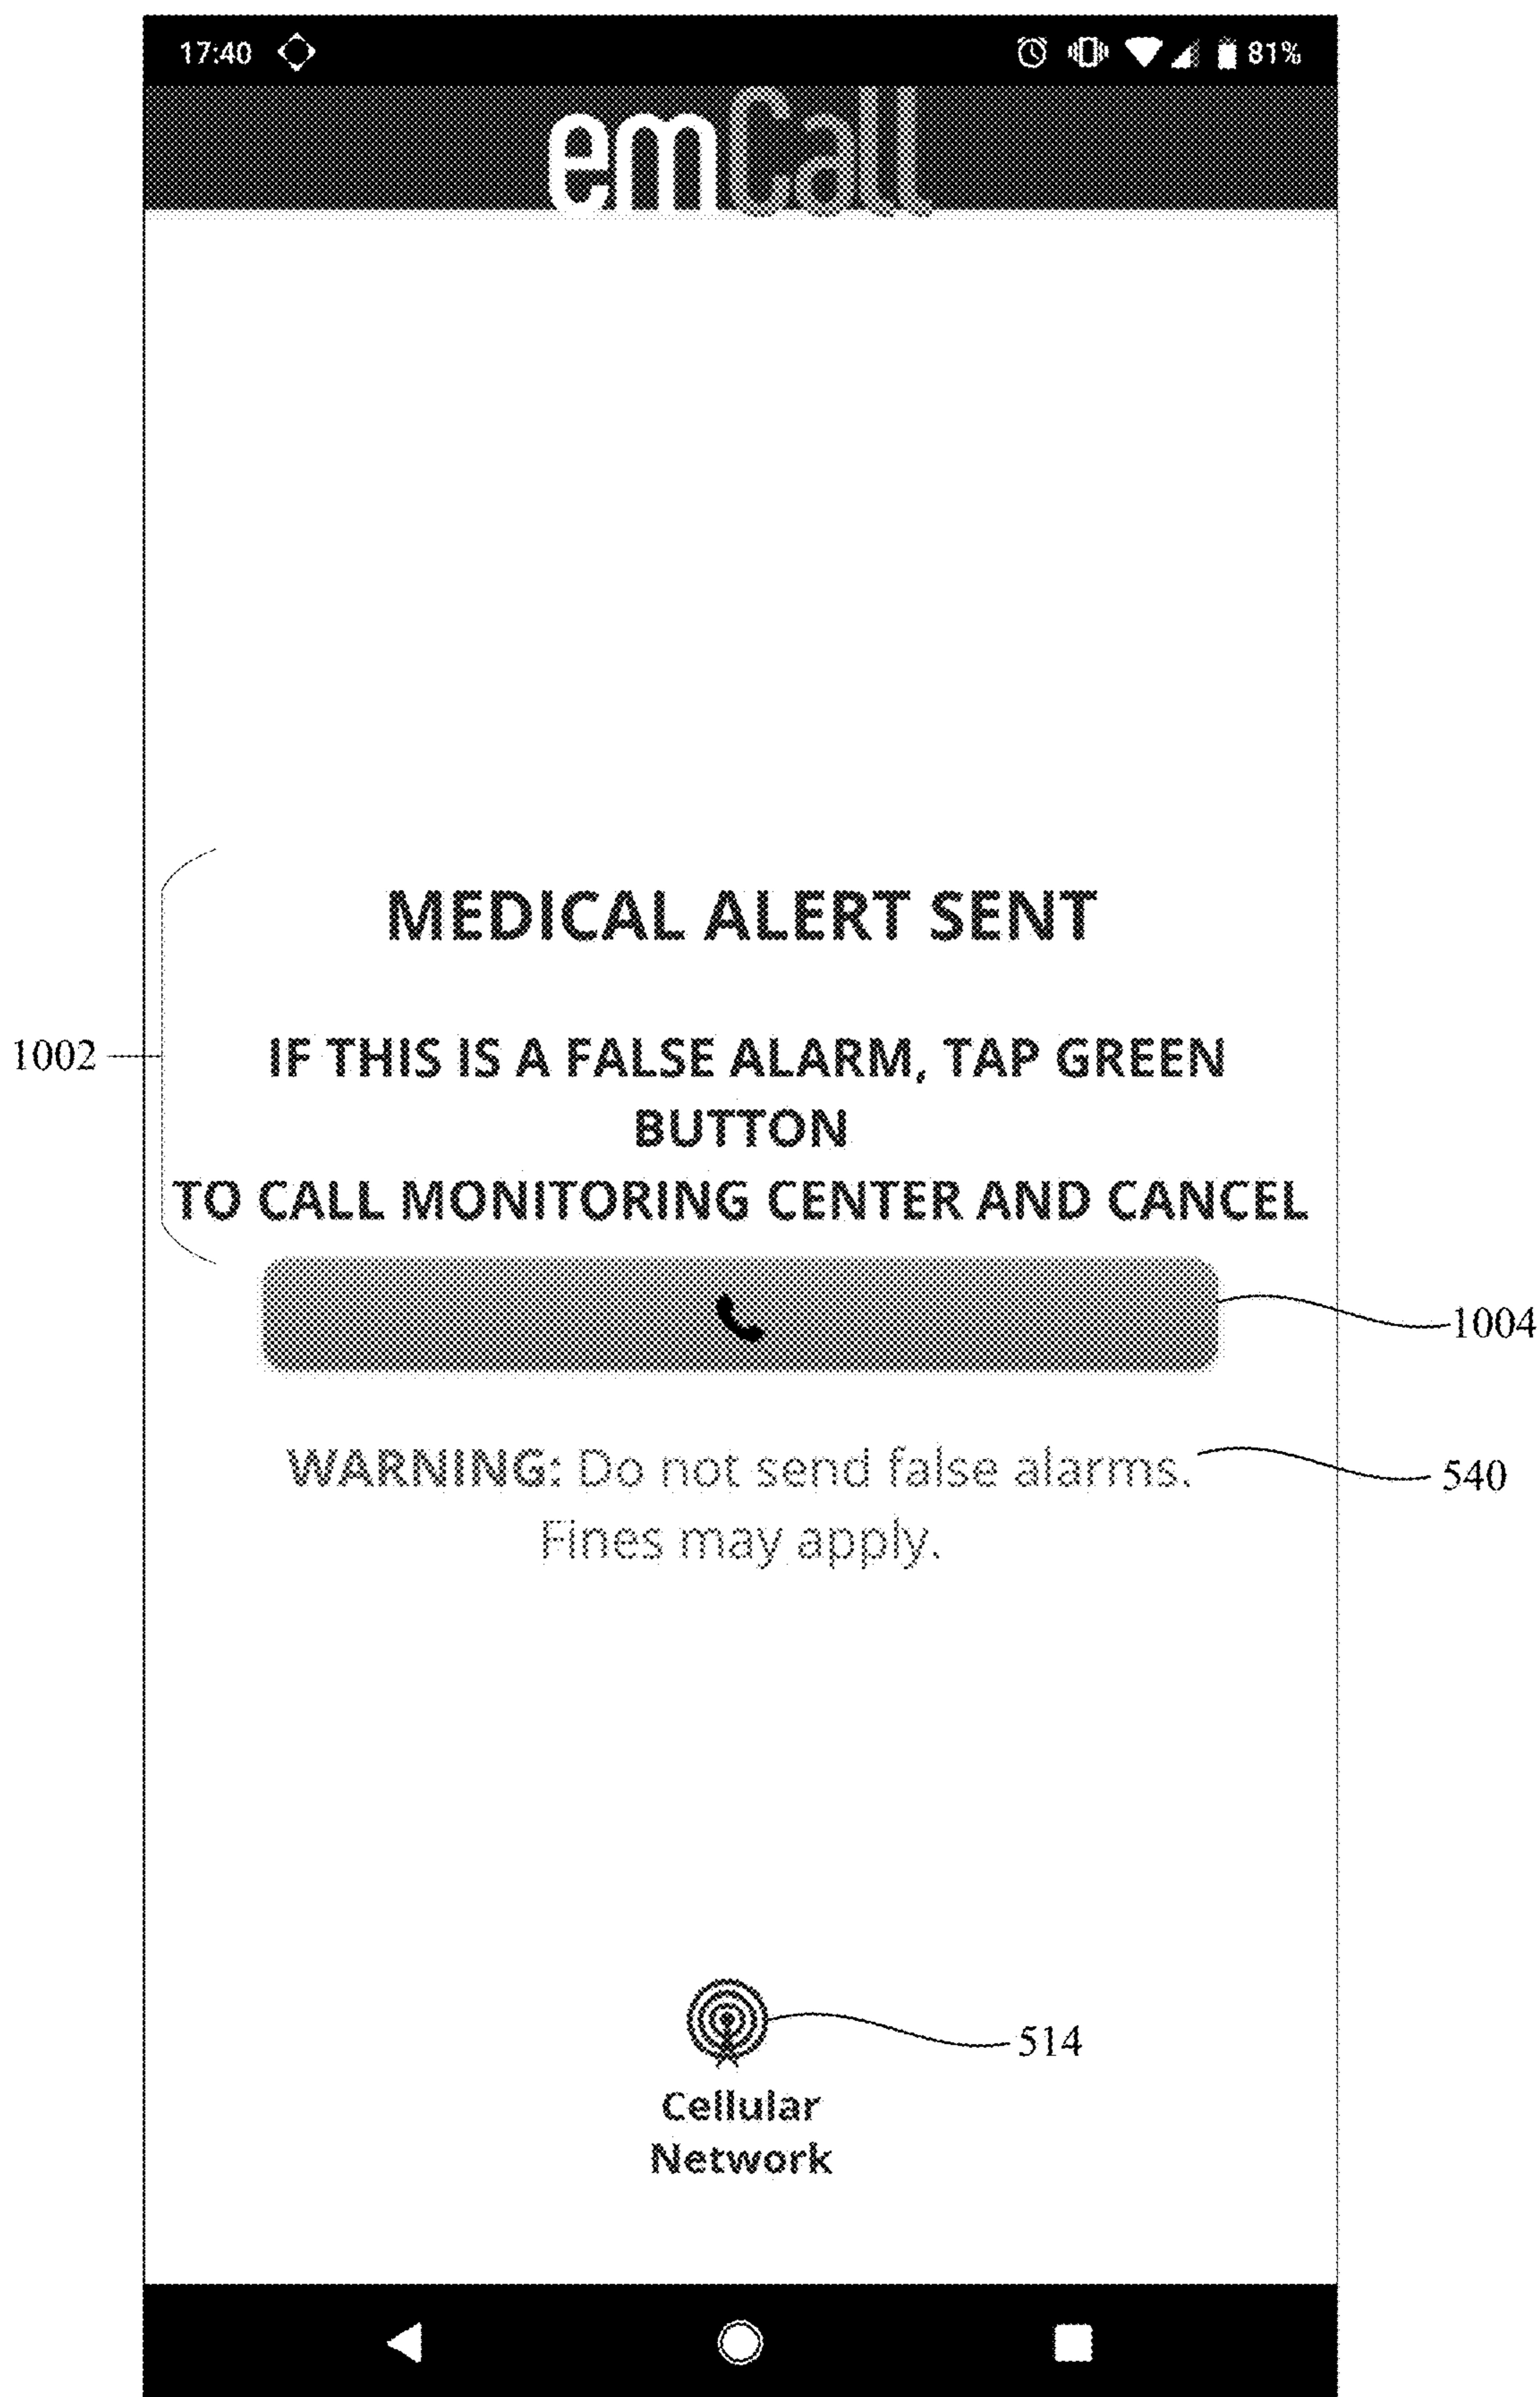 17:40 81%
emCall
MEDICAL ALERT SENT
1002
IF THIS IS A FALSE ALARM, TAP GREEN
BUTTON
TO CALL MONITORING CENTER AND CANCEL
1004
WARNING: Do not send false alarms.
540
Fines may apply.
514
Cellular
Network